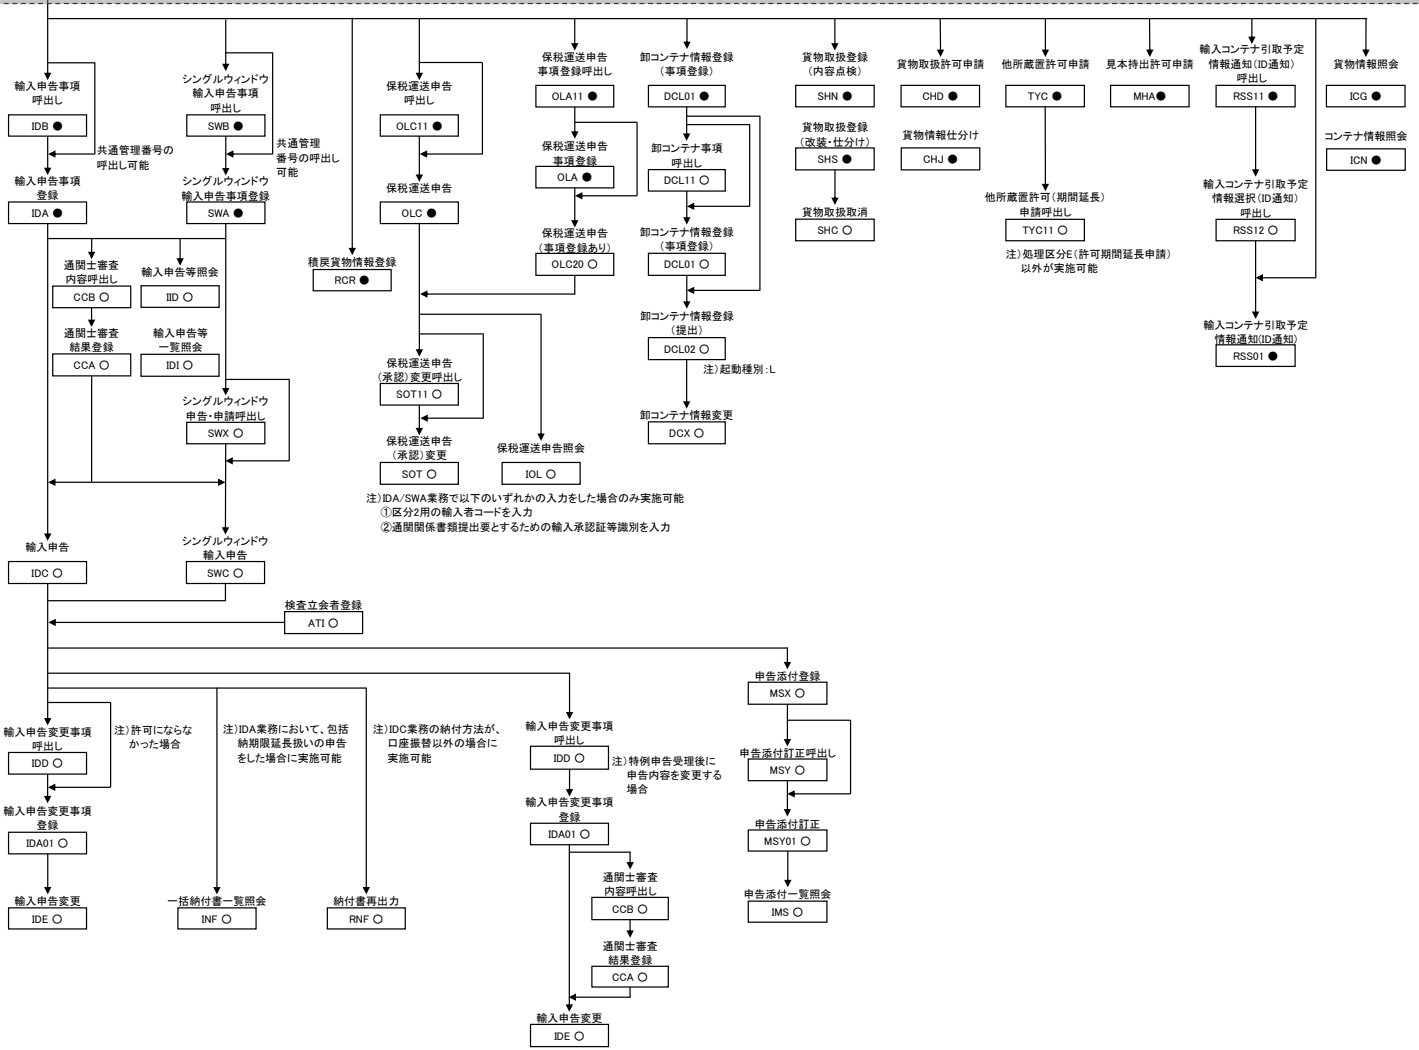 輸入申告事項
呼出し
IDB ●
共通管理番号の
呼出し可能
輸入申告事項
登録
IDA ●
シングルウィンドウ
輸入申告事項
呼出し
SWB ●
共通管理
番号の呼出し
可能
シングルウィンドウ
輸入申告事項登録
SWA ●
通関士審査
内容呼出し
CCB ○
通関士審査
結果登録
CCA ○
輸入申告等照会
IID ○
輸入申告等
一覧照会
IDI ○
シングルウィンドウ
申告・申請呼出し
SWX ○
輸入申告
IDC ○
シングルウィンドウ
輸入申告
SWC ○
積戻貨物情報登録
RCR ●
保税運送申告
呼出し
OLC11 ●
保税運送申告
OLC ●
保税運送申告
事項登録呼出し
OLA11 ●
保税運送申告
事項登録
OLA ●
保税運送申告
(事項登録あり)
OLC20 ○
保税運送申告
(承認)変更呼出し
SOT11 ○
保税運送申告
(承認)変更
SOT ○
保税運送申告照会
IOL ○
注)IDA/SWA業務で以下のいずれかの入力をした場合のみ実施可能
①区分2用の輸入者コードを入力
②通関関係書類提出要とするための輸入承認証等識別を入力
卸コンテナ情報登録
(事項登録)
DCL01 ●
卸コンテナ事項
呼出し
DCL11 ○
卸コンテナ情報登録
(事項登録)
DCL01 ○
卸コンテナ情報登録
(提出)
DCL02 ○
注)起動種別:L
卸コンテナ情報変更
DCX ○
貨物取扱登録
(内容点検)
SHN ●
貨物取扱登録
(改装・仕分け)
SHS ●
貨物取扱取消
SHC ○
貨物取扱許可申請
CHD ●
貨物情報仕分け
CHJ ●
他所蔵置許可申請
TYC ●
他所蔵置許可(期間延長)
申請呼出し
TYC11 ○
注)処理区分E(許可期間延長申請)
以外が実施可能
見本持出許可申請
MHA●
輸入コンテナ引取予定
情報通知(ID通知)
呼出し
RSS11 ●
輸入コンテナ引取予定
情報選択(ID通知)
呼出し
RSS12 ○
輸入コンテナ引取予定
情報通知(ID通知)
RSS01 ●
貨物情報照会
ICG ●
コンテナ情報照会
ICN ●
検査立会者登録
ATI ○
輸入申告変更事項
呼出し
IDD ○
注)許可にならな
かった場合
輸入申告変更事項
登録
IDA01 ○
輸入申告変更
IDE ○
注)IDA業務において、包括
納期限延長扱いの申告
をした場合に実施可能
一括納付書一覧照会
INF ○
注)IDC業務の納付方法が、
口座振替以外の場合に
実施可能
納付書再出力
RNF ○
輸入申告変更事項
呼出し
IDD ○
注)特例申告受理後に
申告内容を変更する
場合
輸入申告変更事項
登録
IDA01 ○
通関士審査
内容呼出し
CCB ○
通関士審査
結果登録
CCA ○
輸入申告変更
IDE ○
申告添付登録
MSX ○
申告添付訂正呼出し
MSY ○
申告添付訂正
MSY01 ○
申告添付一覧照会
IMS ○